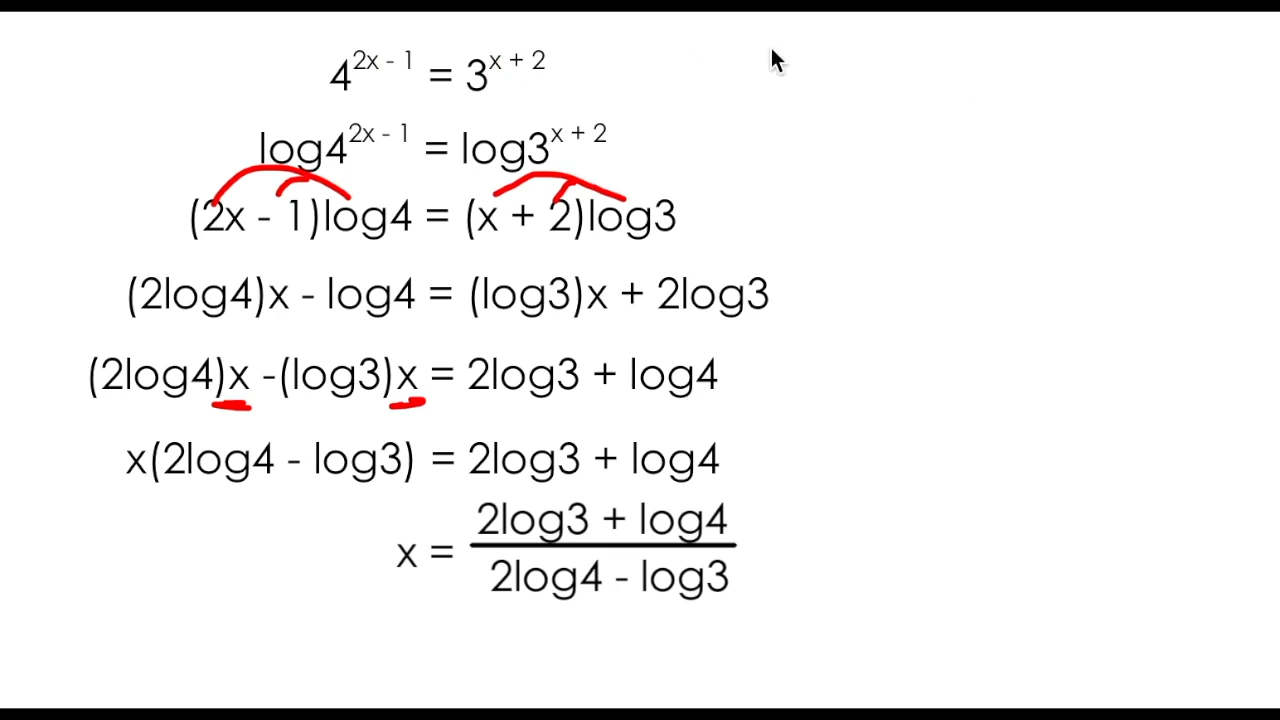 4^(2x - 1) = 3^(x + 2)
log4^(2x - 1) = log3^(x + 2)
(2x - 1)log4 = (x + 2)log3
(2log4)x - log4 = (log3)x + 2log3
(2log4)x -(log3)x = 2log3 + log4
x(2log4 - log3) = 2log3 + log4
x = (2log3 + log4)/(2log4 - log3)